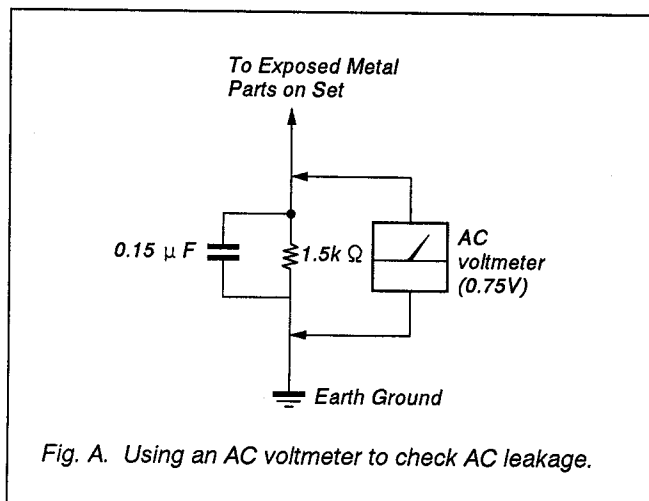 To Exposed Metal
Parts on Set
0.15 μF
1.5k Ω
AC
voltmeter
(0.75V)
Earth Ground
Fig. A. Using an AC voltmeter to check AC leakage.